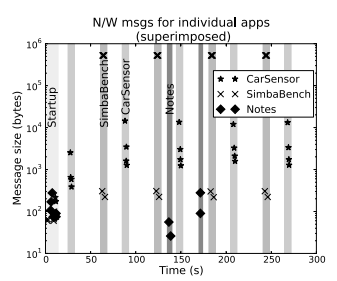 N/W msgs for individual apps
(superimposed)
10^6
10^5
10^4
10^3
10^2
10^1
Message size (bytes)
Startup
SimbaBench
CarSensor
Notes
CarSensor
SimbaBench
Notes
0 50 100 150 200 250 300
Time (s)